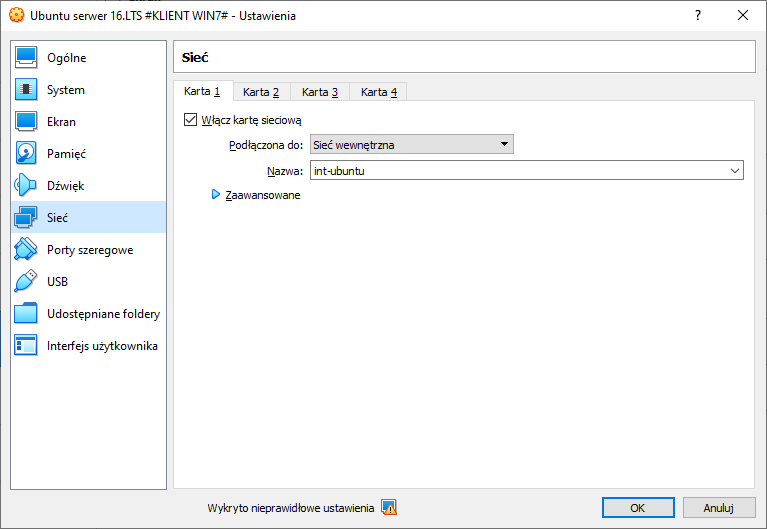 Ubuntu serwer 16.LTS #KLIENT WIN7# - Ustawienia
?
Ogólne
System
Ekran
Pamięć
Dźwięk
Sieć
Porty szeregowe
USB
Udostępniane foldery
Interfejs użytkownika
Sieć
Karta 1 Karta 2 Karta 3 Karta 4
Włącz kartę sieciową
Podłączona do: Sieć wewnętrzna
Nazwa: int-ubuntu
Zaawansowane
Wykryto nieprawidłowe ustawienia
OK Anuluj